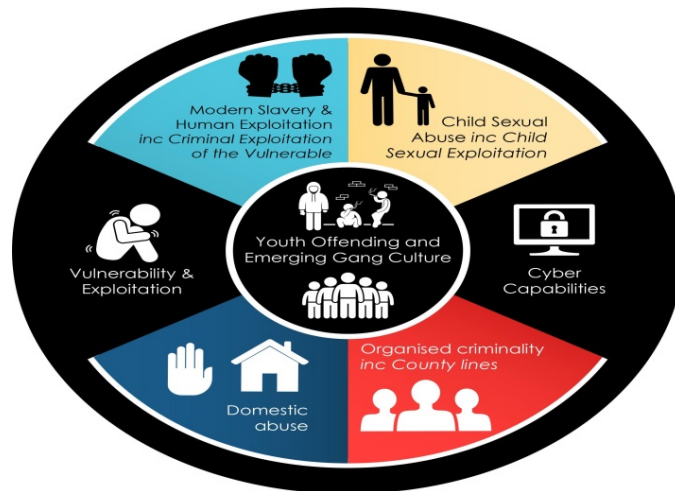 Modern Slavery &
Human Exploitation
inc Criminal Exploitation
of the Vulnerable
Child Sexual
Abuse inc Child
Sexual Exploitation
Vulnerability &
Exploitation
Youth Offending and
Emerging Gang Culture
Cyber
Capabilities
Domestic
abuse
Organised criminality
inc County lines